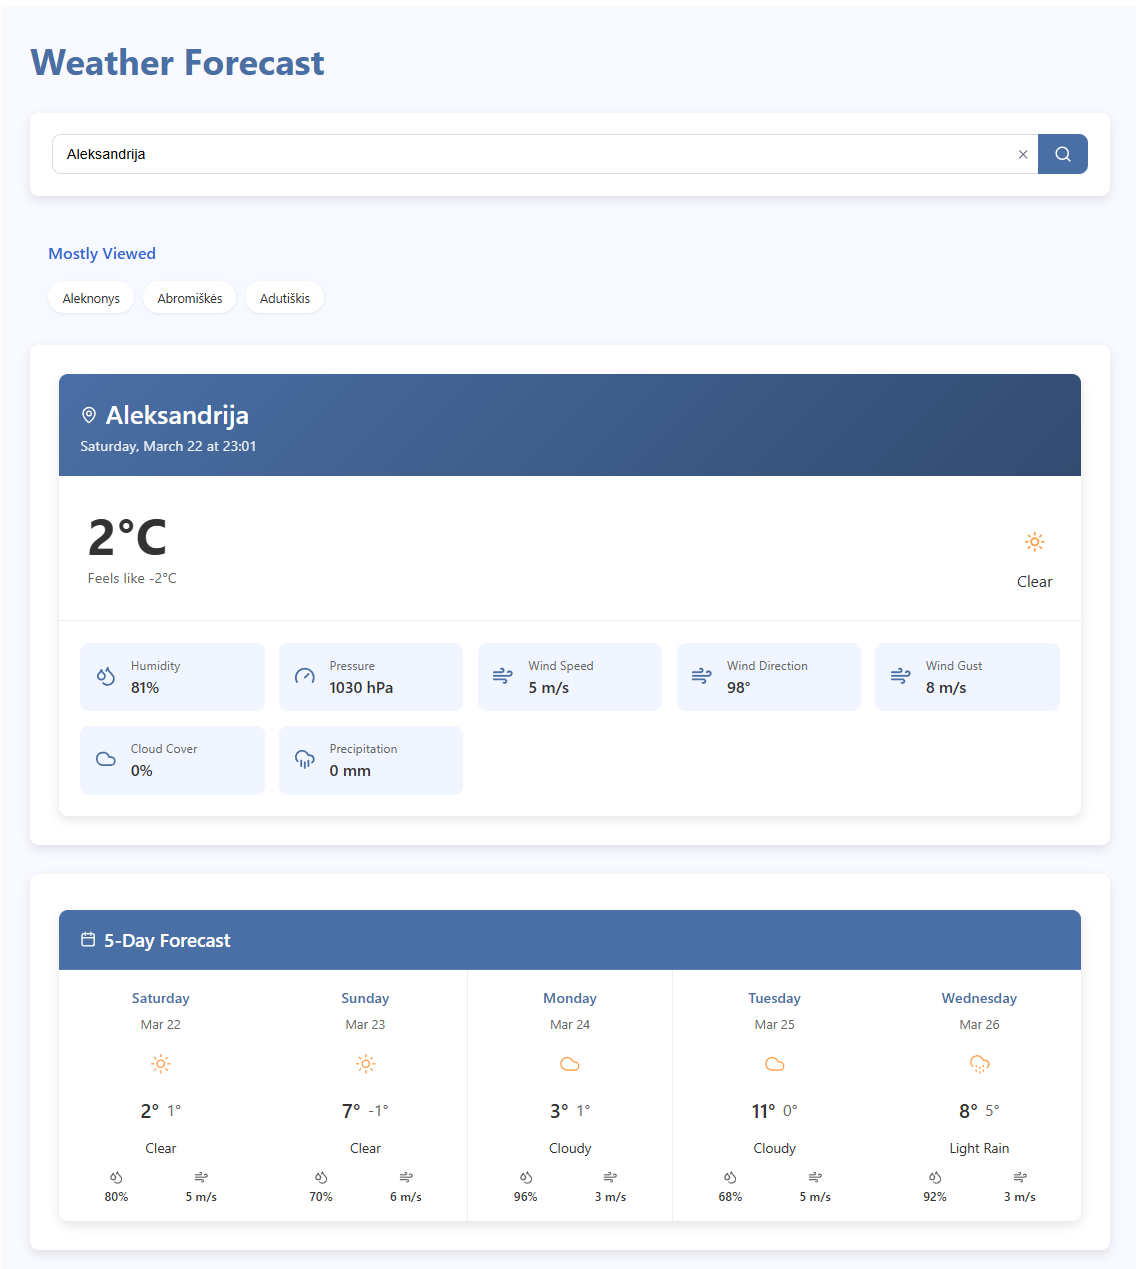 Weather Forecast
Aleksandrija
Mostly Viewed
Aleknonys Abromiškės Adutiškis
Aleksandrija
Saturday, March 22 at 23:01
2°C
Feels like -2°C
Clear
Humidity
81%
Pressure
1030 hPa
Wind Speed
5 m/s
Wind Direction
98°
Wind Gust
8 m/s
Cloud Cover
0%
Precipitation
0 mm
5-Day Forecast
Saturday
Mar 22
2° 1°
Clear
80% 5 m/s
Sunday
Mar 23
7° -1°
Clear
70% 6 m/s
Monday
Mar 24
3° 1°
Cloudy
96% 3 m/s
Tuesday
Mar 25
11° 0°
Cloudy
68% 5 m/s
Wednesday
Mar 26
8° 5°
Light Rain
92% 3 m/s